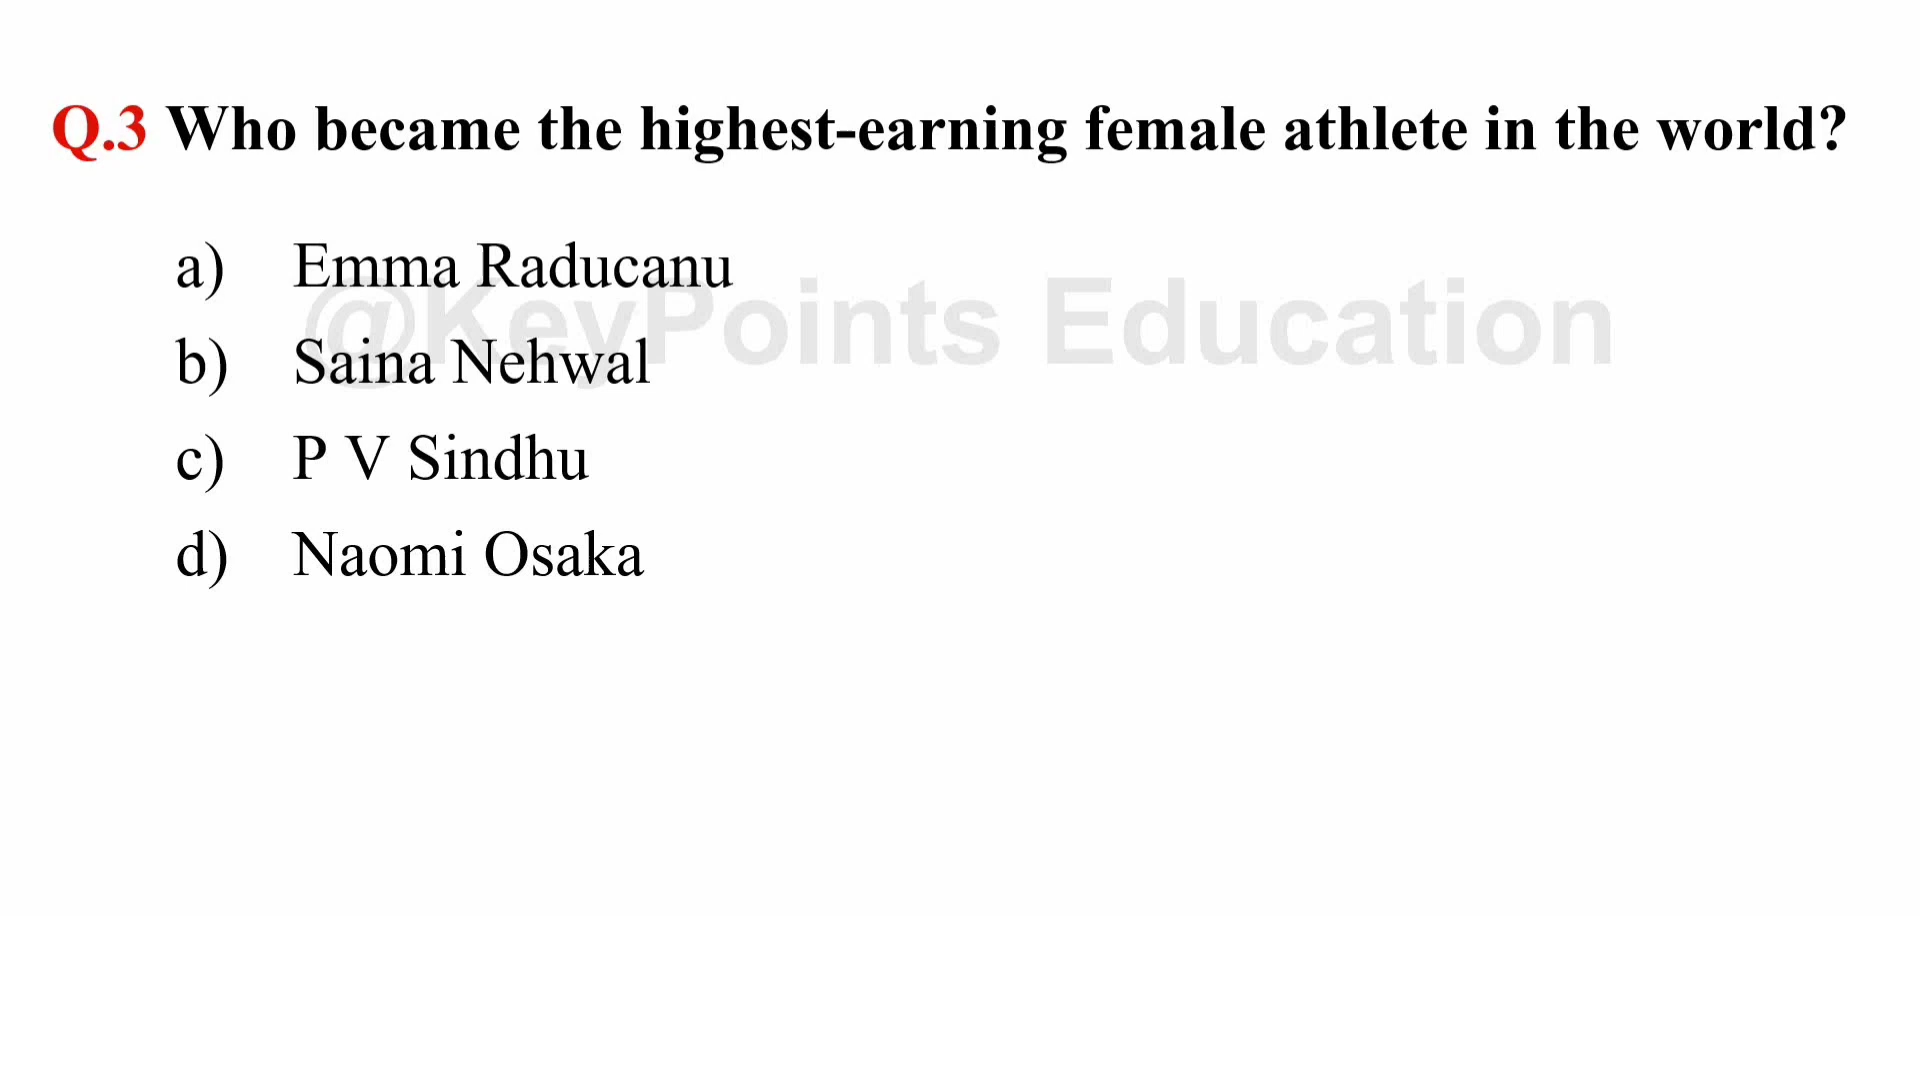 Q.3 Who became the highest-earning female athlete in the world?
a) Emma Raducanu
@KeyPoints Education
b) Saina Nehwal
c) P V Sindhu
d) Naomi Osaka